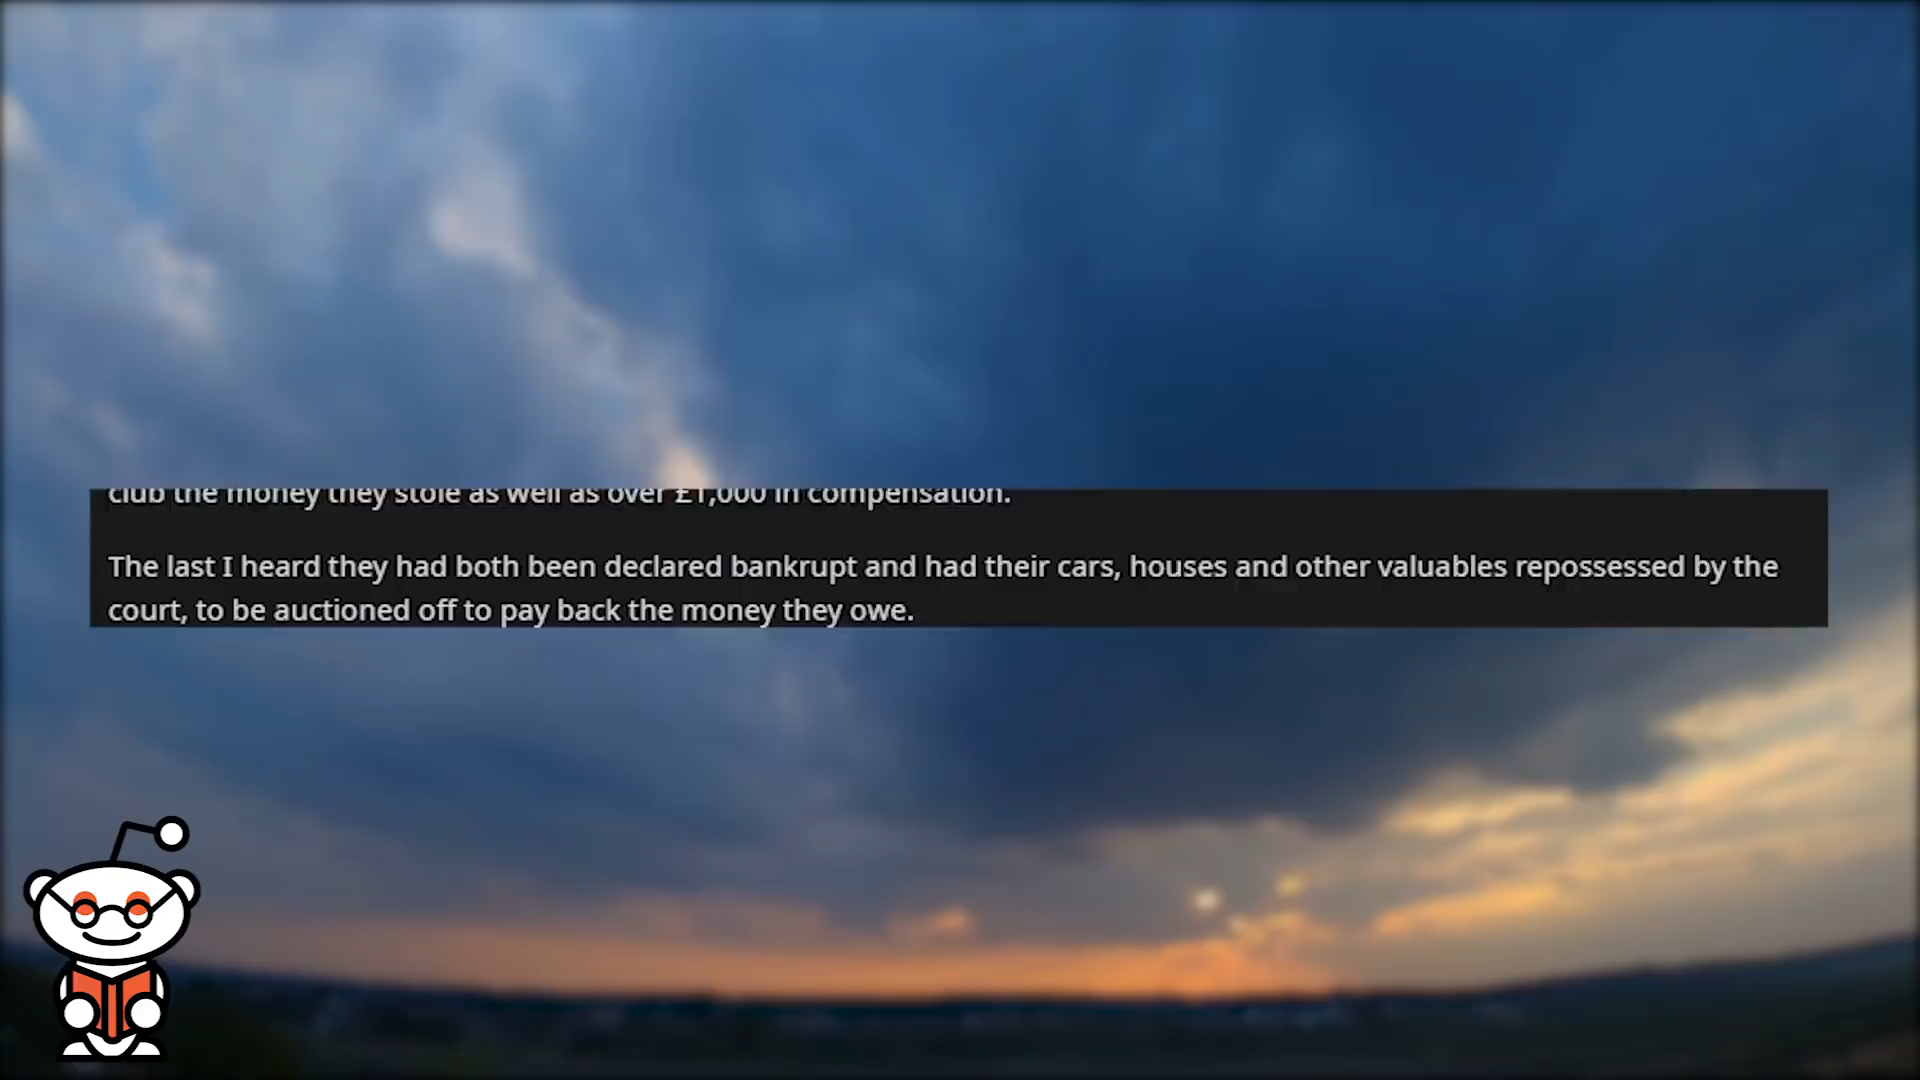 club the money they stole as well as over £1,000 in compensation.
The last I heard they had both been declared bankrupt and had their cars, houses and other valuables repossessed by the
court, to be auctioned off to pay back the money they owe.